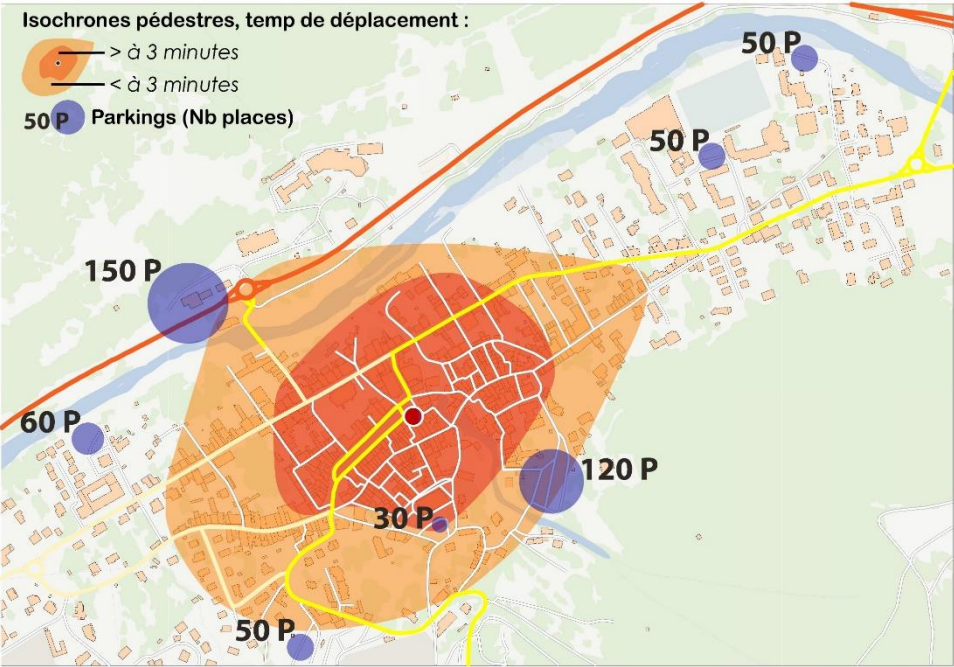 Isochrones pédestres, temp de déplacement :
> à 3 minutes
< à 3 minutes
50 P Parkings (Nb places)
50 P
50 P
150 P
60 P
120 P
30 P
50 P